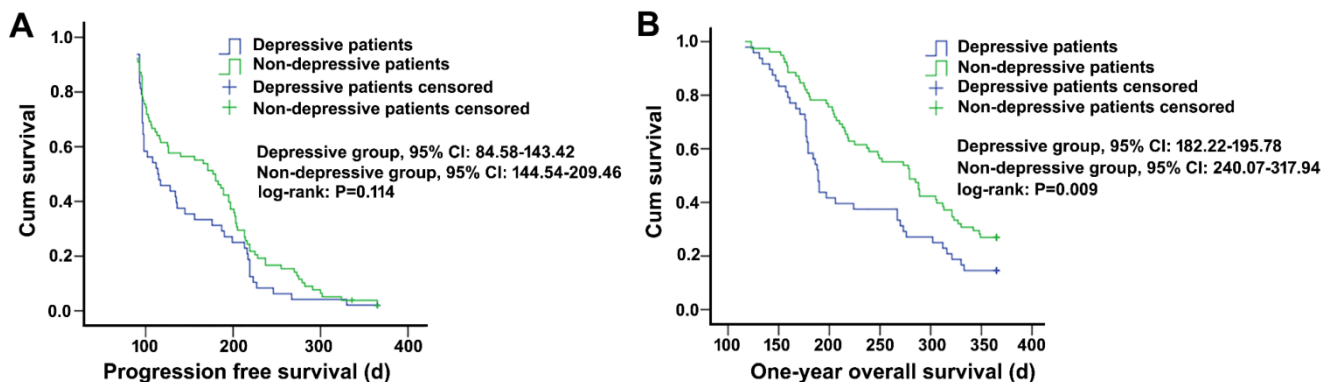 A
Cum survival
1.0
0.8
0.6
0.4
0.2
0.0
Depressive patients
Non-depressive patients
Depressive patients censored
Non-depressive patients censored
Depressive group, 95% CI: 84.58-143.42
Non-depressive group, 95% CI: 144.54-209.46
log-rank: P=0.114
100 200 300 400
Progression free survival (d)
B
Cum survival
1.0
0.8
0.6
0.4
0.2
0.0
Depressive patients
Non-depressive patients
Depressive patients censored
Non-depressive patients censored
Depressive group, 95% CI: 182.22-195.78
Non-depressive group, 95% CI: 240.07-317.94
log-rank: P=0.009
100 150 200 250 300 350 400
One-year overall survival (d)